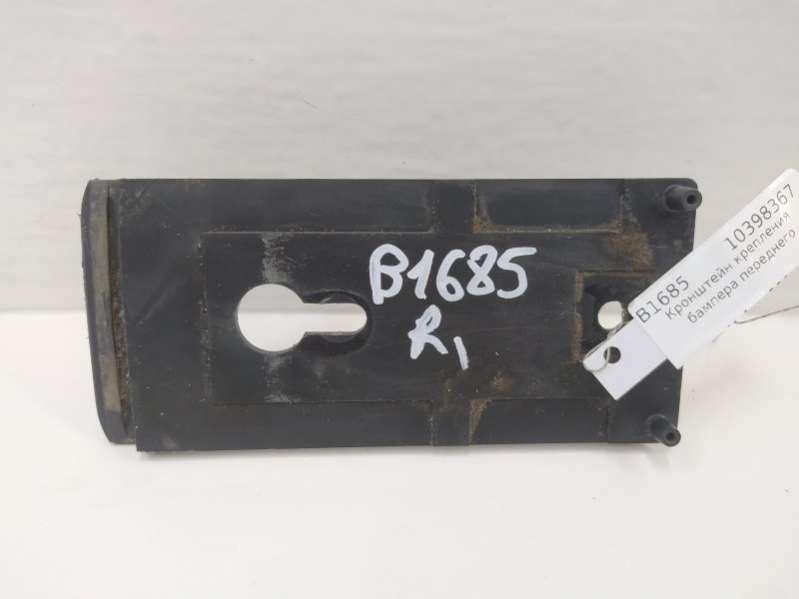 B1685
R1
B1685 10398367
Кронштейн крепления
бампера переднего